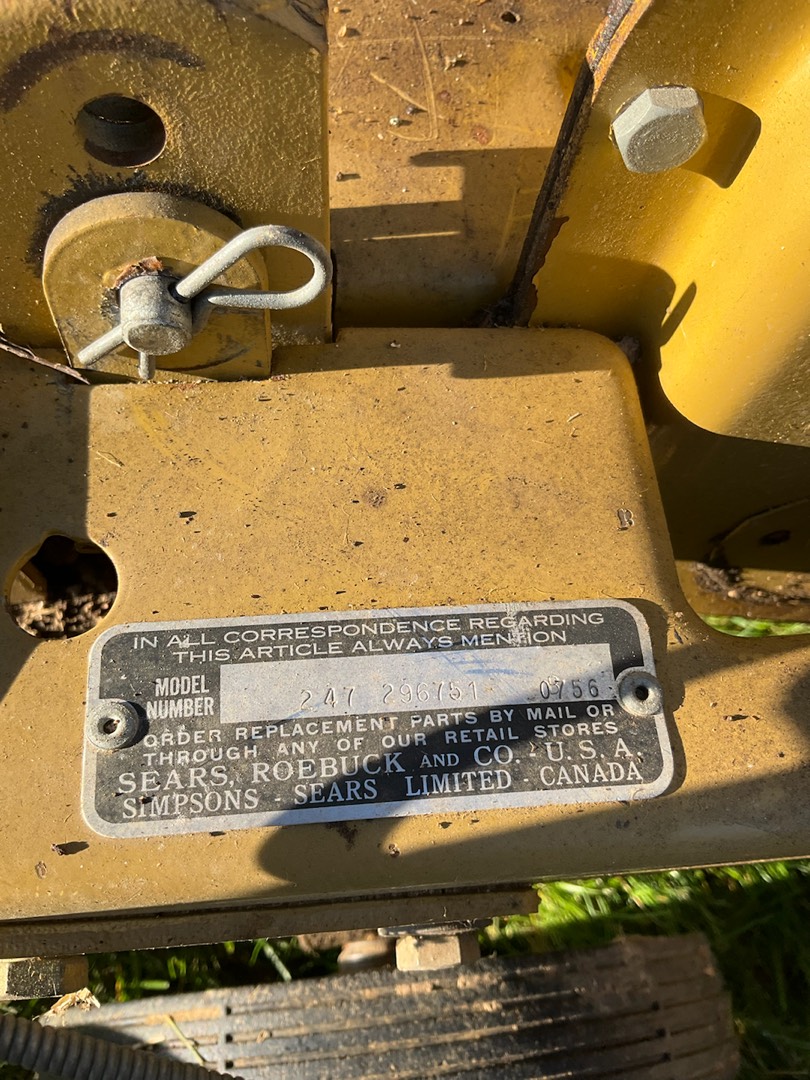 IN ALL CORRESPONDENCE REGARDING
THIS ARTICLE ALWAYS MENTION
MODEL
NUMBER
247 296751 0756
ORDER REPLACEMENT PARTS BY MAIL OR
THROUGH ANY OF OUR RETAIL STORES
SEARS, ROEBUCK AND CO. - U.S.A.
SIMPSONS - SEARS LIMITED - CANADA